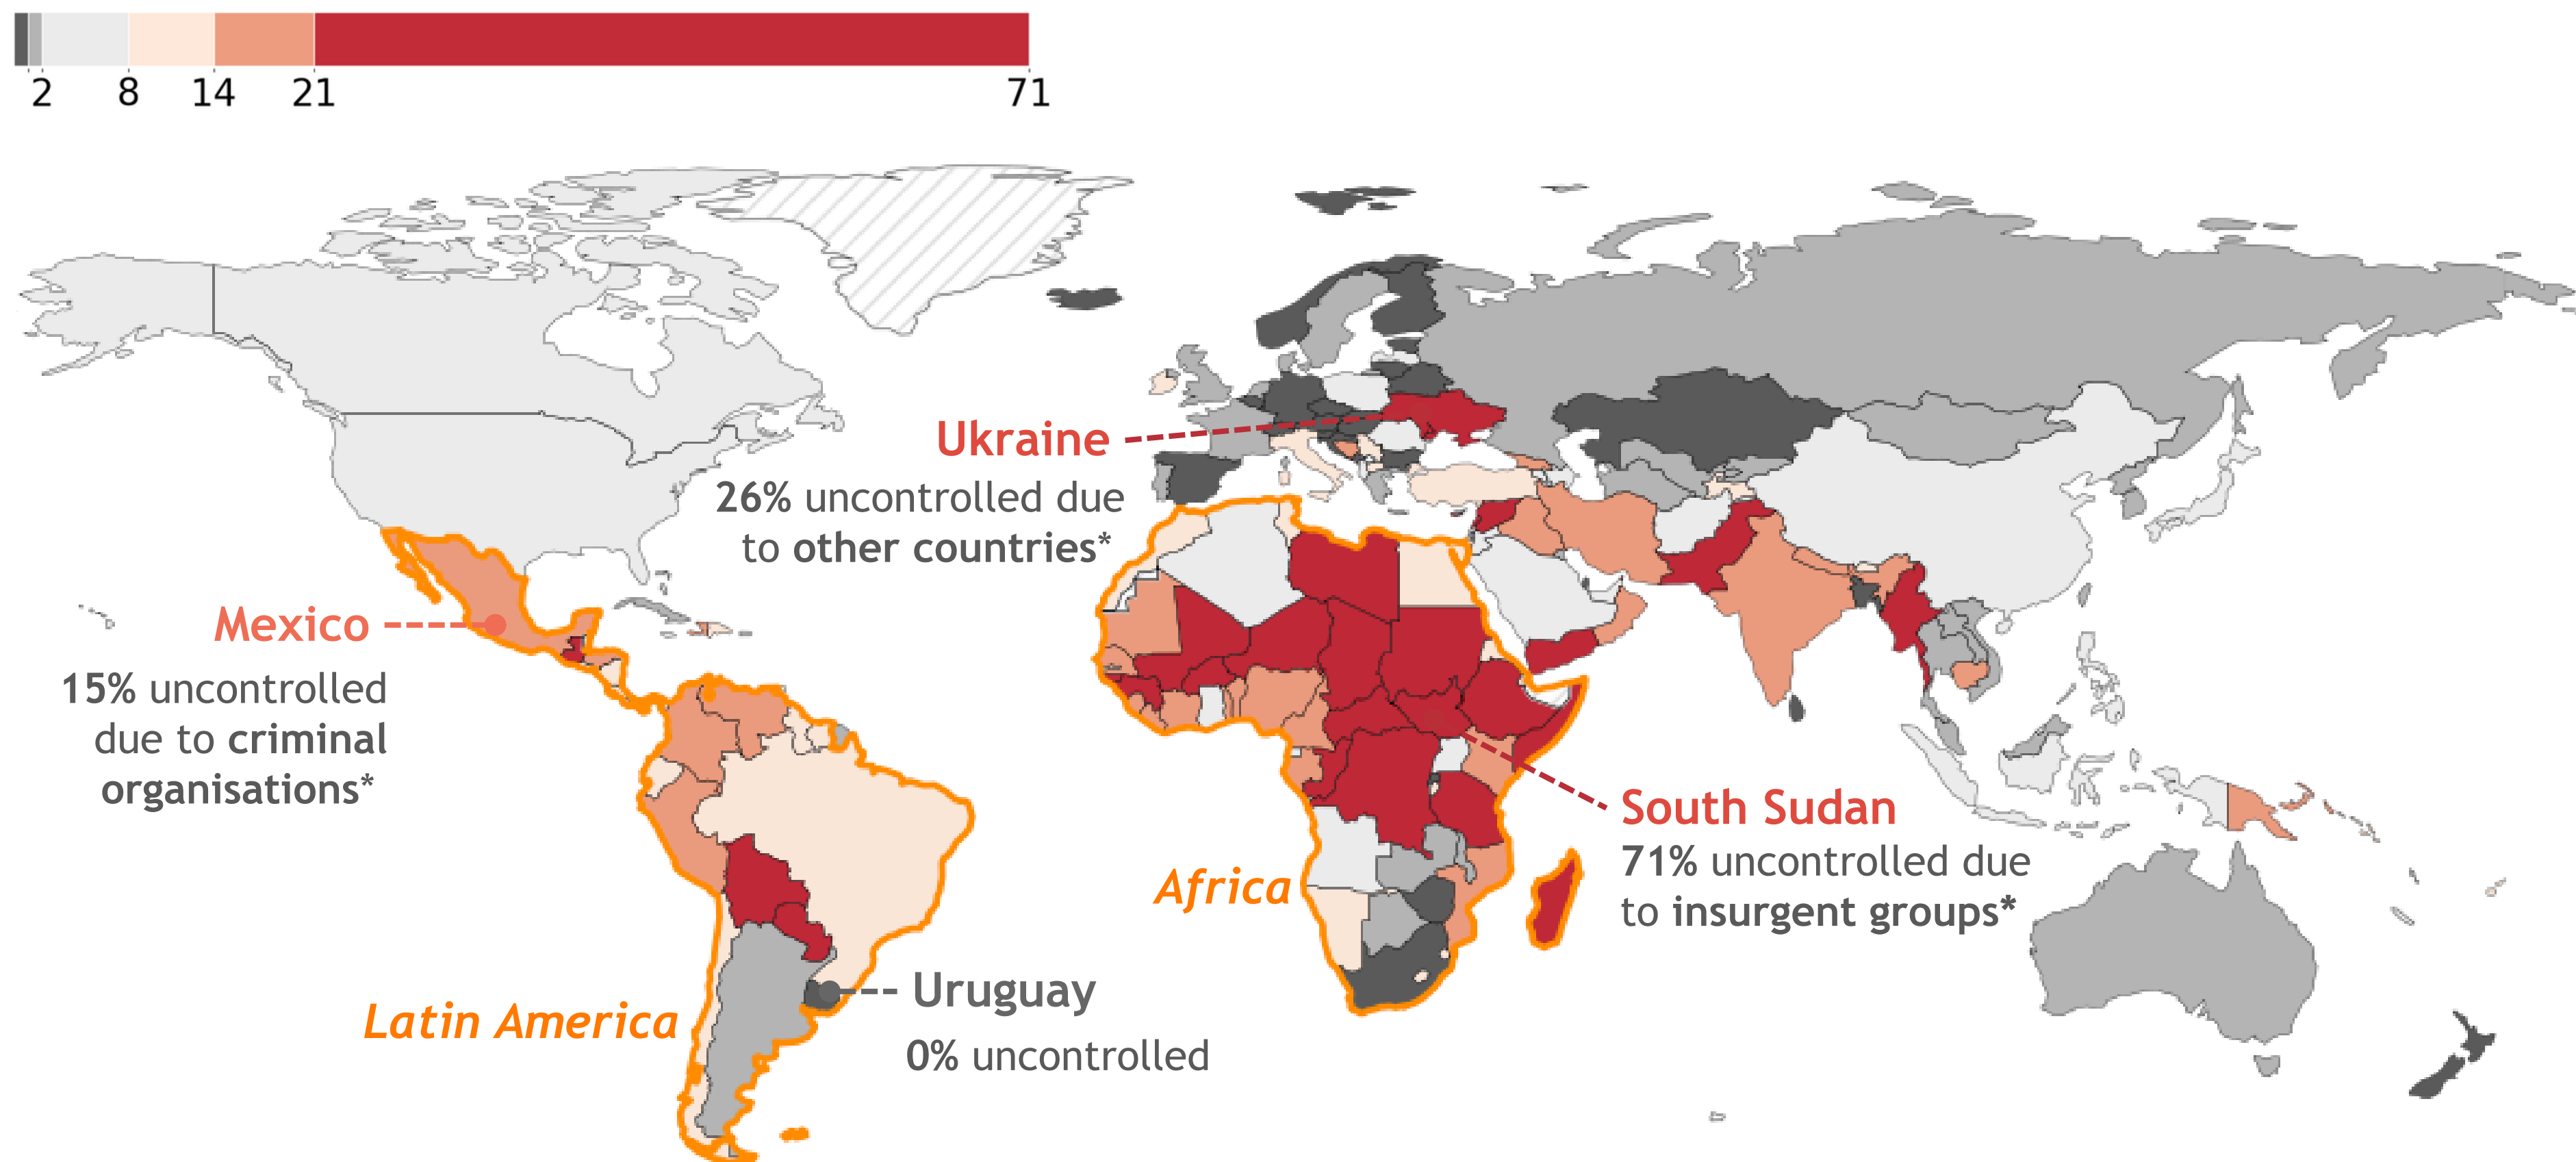 2 8 14 21 71
Ukraine
26% uncontrolled due
to other countries*
Mexico
15% uncontrolled
due to criminal
organisations*
South Sudan
71% uncontrolled due
to insurgent groups*
Africa
Latin America
Uruguay
0% uncontrolled